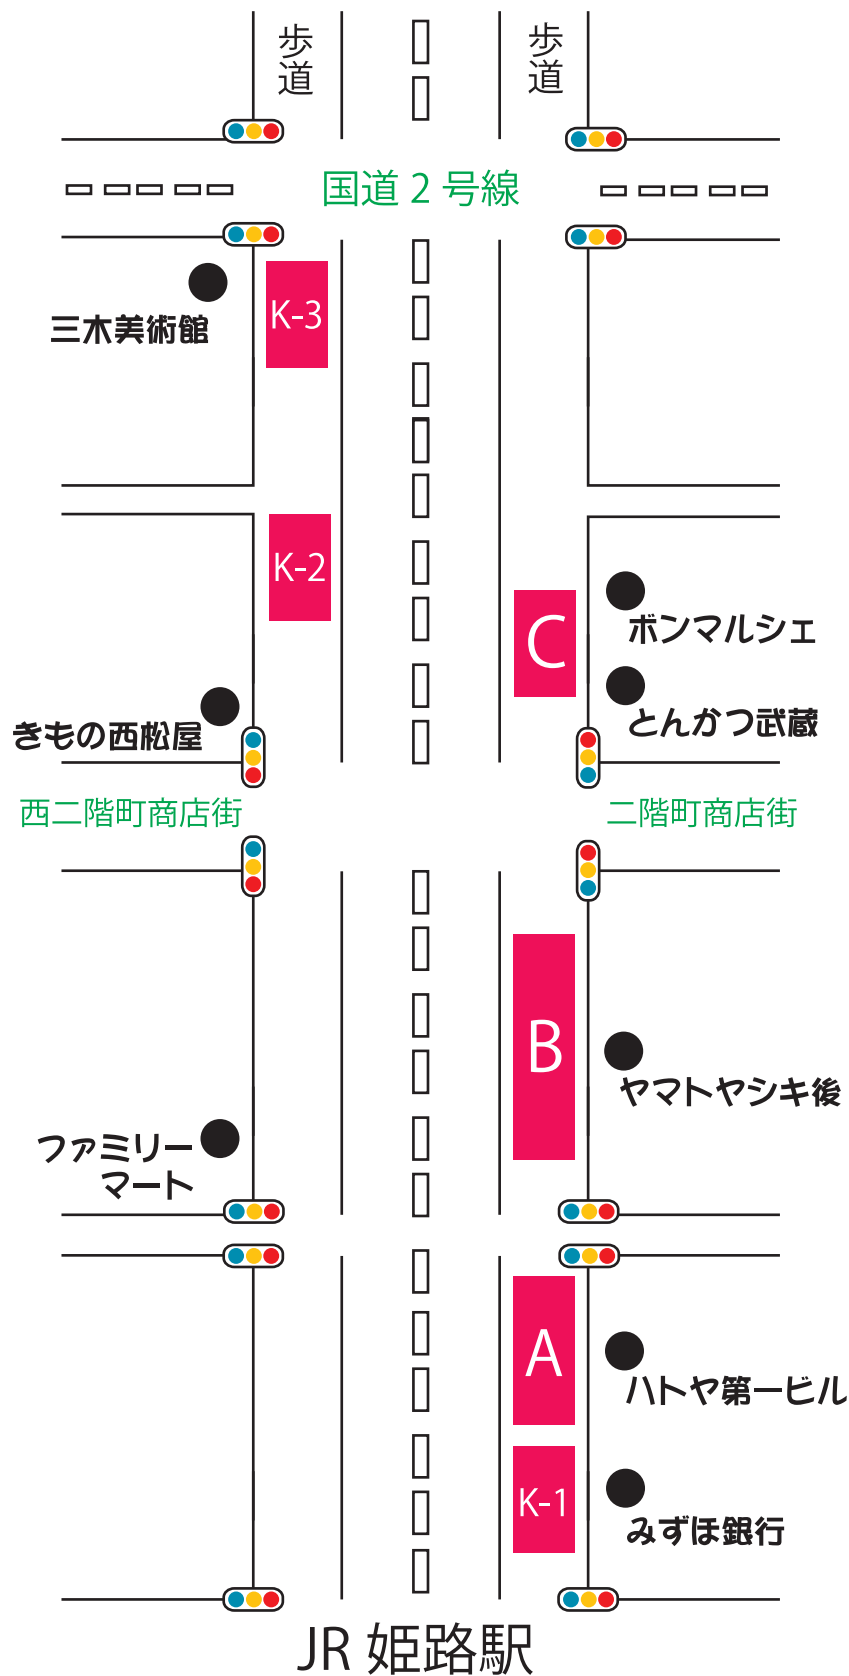 歩道
歩道
国道2号線
K-3
三木美術館
K-2
C
ボンマルシェ
とんかつ武蔵
きもの西松屋
西二階町商店街
二階町商店街
B
ヤマトヤシキ後
ファミリー
マート
A
ハトヤ第一ビル
K-1
みずほ銀行
JR 姫路駅